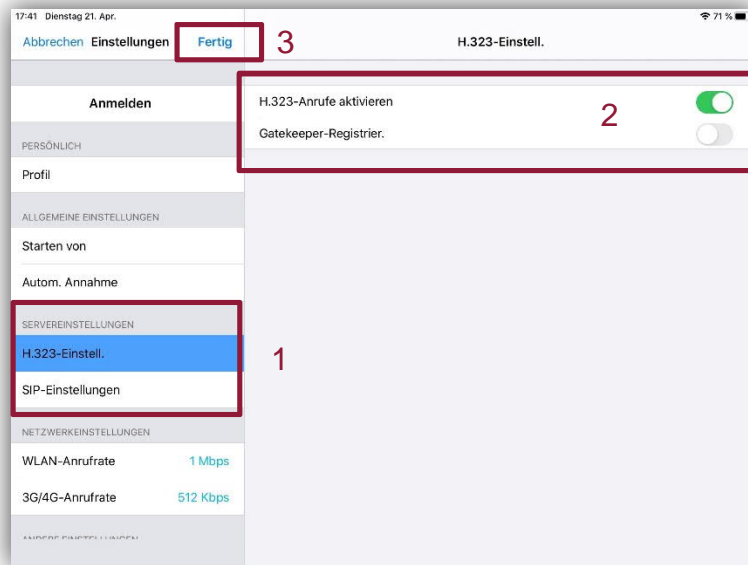 17:41 Dienstag 21. Apr.
71 %
Abbrechen Einstellungen Fertig
3
H.323-Einstell.
Anmelden
H.323-Anrufe aktivieren
2
Gatekeeper-Registrier.
PERSÖNLICH
Profil
ALLGEMEINE EINSTELLUNGEN
Starten von
Autom. Annahme
SERVEREINSTELLUNGEN
H.323-Einstell.
1
SIP-Einstellungen
NETZWERKEINSTELLUNGEN
WLAN-Anrufrate 1 Mbps
3G/4G-Anrufrate 512 Kbps
ANDERE EINSTELLUNGEN